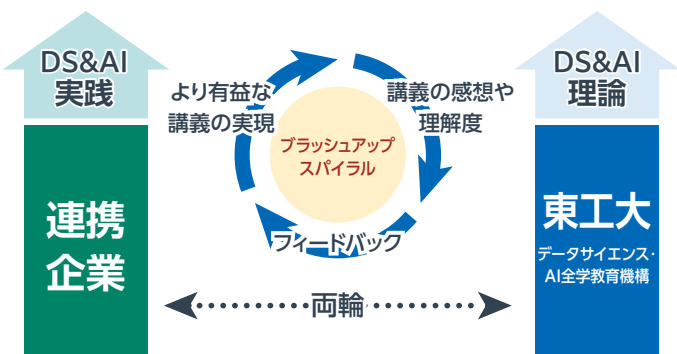 DS&AI
実践
連携
企業
より有益な
講義の実現
講義の感想や
理解度
ブラッシュアップ
スパイラル
フィードバック
両輪
DS&AI
理論
東工大
データサイエンス・
AI全学教育機構